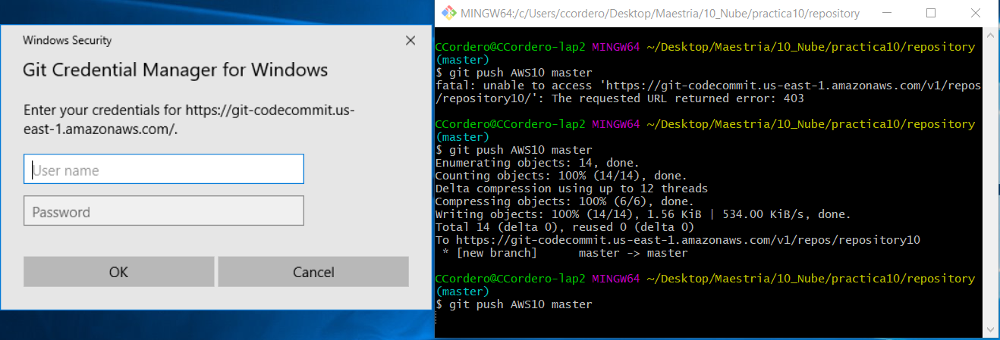 Windows Security
Git Credential Manager for Windows
Enter your credentials for https://git-codecommit.us-
east-1.amazonaws.com/.
User name
Password
OK
Cancel
MINGW64:/c/Users/ccordero/Desktop/Maestria/10_Nube/practica10/repository
CCordero@CCordero-lap2 MINGW64 ~/Desktop/Maestria/10_Nube/practica10/repository
(master)
$ git push AWS10 master
fatal: unable to access 'https://git-codecommit.us-east-1.amazonaws.com/v1/repos
/repository10/': The requested URL returned error: 403
CCordero@CCordero-lap2 MINGW64 ~/Desktop/Maestria/10_Nube/practica10/repository
(master)
$ git push AWS10 master
Enumerating objects: 14, done.
Counting objects: 100% (14/14), done.
Delta compression using up to 12 threads
Compressing objects: 100% (6/6), done.
Writing objects: 100% (14/14), 1.56 KiB | 534.00 KiB/s, done.
Total 14 (delta 0), reused 0 (delta 0)
To https://git-codecommit.us-east-1.amazonaws.com/v1/repos/repository10
* [new branch]      master -> master
CCordero@CCordero-lap2 MINGW64 ~/Desktop/Maestria/10_Nube/practica10/repository
(master)
$ git push AWS10 master